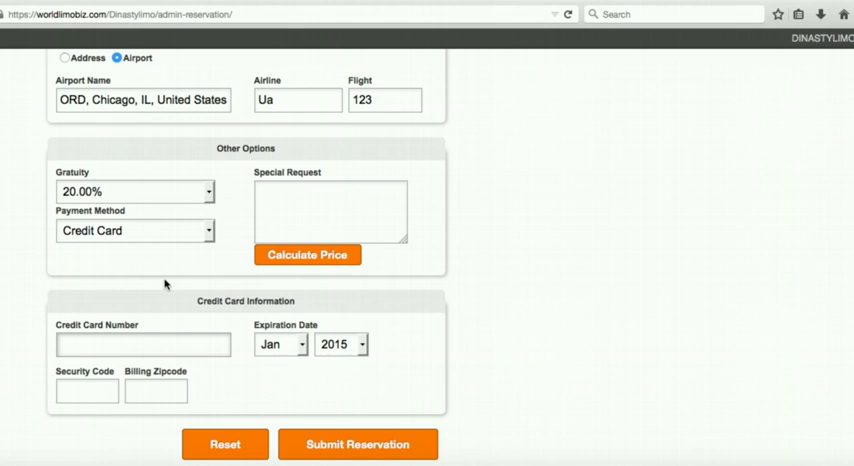 https://worldlimobiz.com/Dinastylimo/admin-reservation/
Search
DINASTYLIMO
Address Airport
Airport Name Airline Flight
ORD, Chicago, IL, United States Ua 123
Other Options
Gratuity Special Request
20.00%
Payment Method
Credit Card
Calculate Price
Credit Card Information
Credit Card Number Expiration Date
Jan 2015
Security Code Billing Zipcode
Reset Submit Reservation